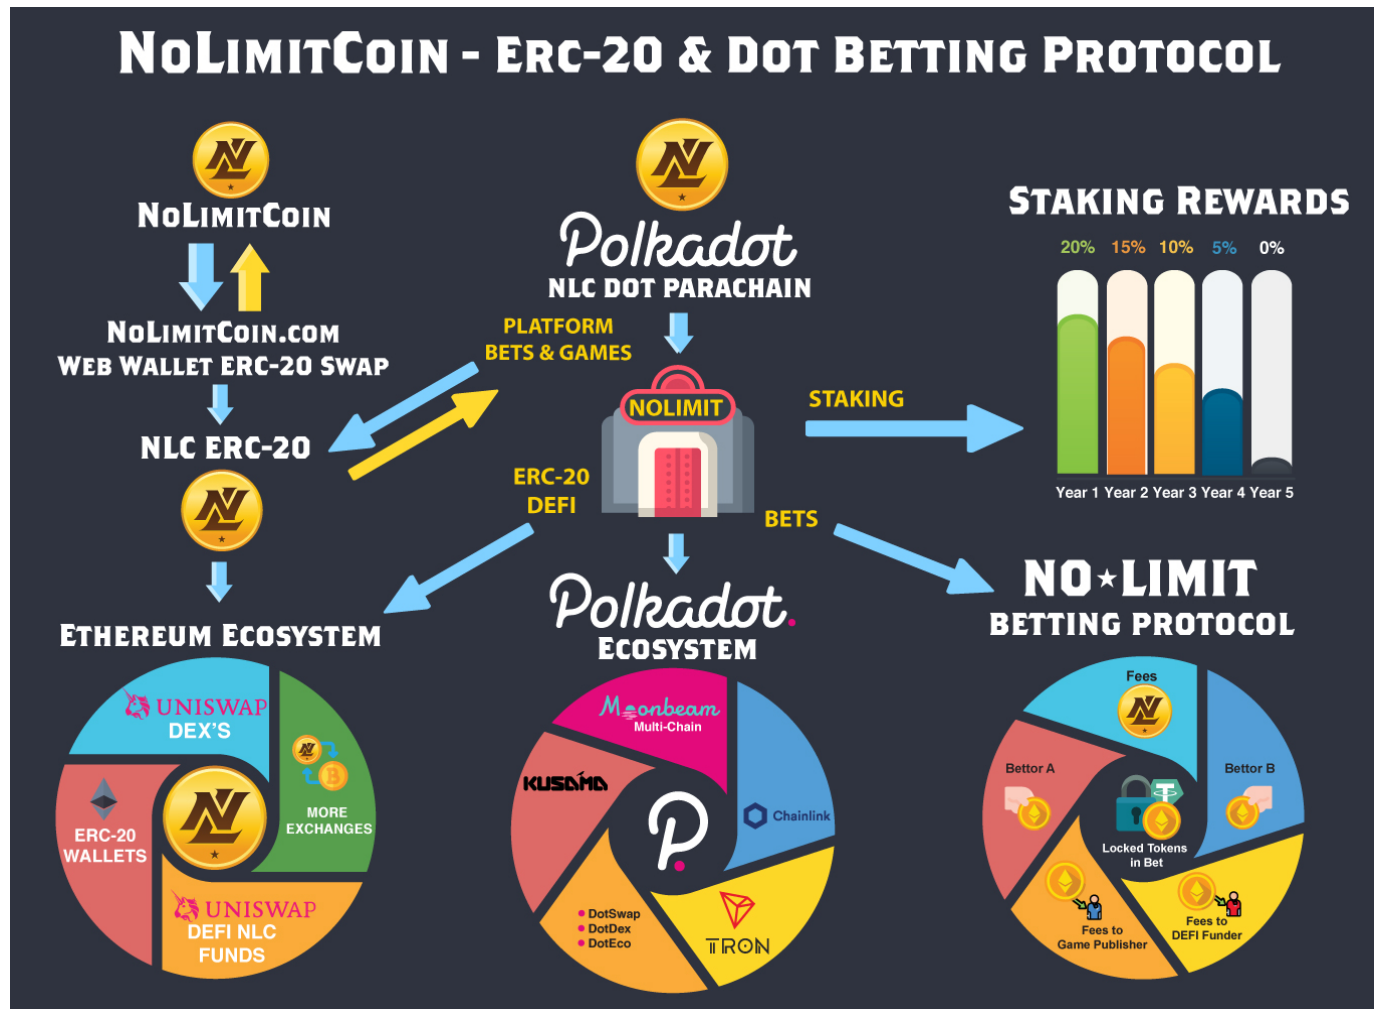 NoLimitCoin - Erc-20 & Dot Betting Protocol
NoLimitCoin
NoLimitCoin.com
Web Wallet ERC-20 Swap
NLC ERC-20
Polkadot
NLC DOT PARACHAIN
PLATFORM
BETS & GAMES
NOLIMIT
STAKING
ERC-20
DEFI
BETS
Staking Rewards
20% 15% 10% 5% 0%
Year 1 Year 2 Year 3 Year 4 Year 5
Ethereum Ecosystem
UNISWAP
DEX'S
MORE
EXCHANGES
ERC-20
WALLETS
UNISWAP
DEFI NLC
FUNDS
Polkadot.
Ecosystem
Moonbeam
Multi-Chain
KUSAMA
Chainlink
DotSwap
DotDex
DotEco
TRON
NO★LIMIT
BETTING PROTOCOL
Fees
Bettor A
Bettor B
Locked Tokens
in Bet
Fees to
Game Publisher
Fees to
DEFI Funder